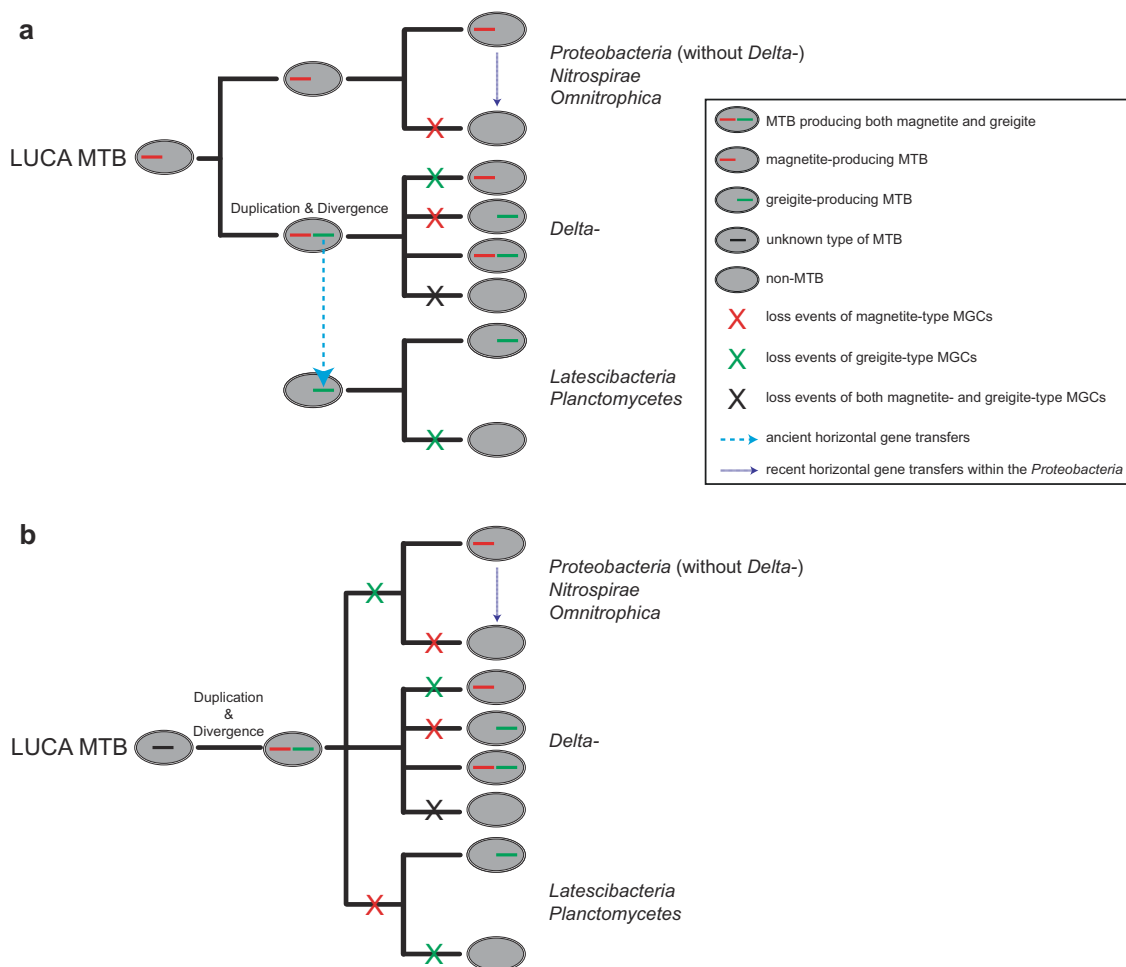 a
Proteobacteria (without Delta-)
Nitrospirae
Omnitrophica
LUCA MTB
Duplication & Divergence
Delta-
Latescibacteria
Planctomycetes
MTB producing both magnetite and greigite
magnetite-producing MTB
greigite-producing MTB
unknown type of MTB
non-MTB
loss events of magnetite-type MGCs
loss events of greigite-type MGCs
loss events of both magnetite- and greigite-type MGCs
ancient horizontal gene transfers
recent horizontal gene transfers within the Proteobacteria
b
Proteobacteria (without Delta-)
Nitrospirae
Omnitrophica
Duplication
&
Divergence
LUCA MTB
Delta-
Latescibacteria
Planctomycetes